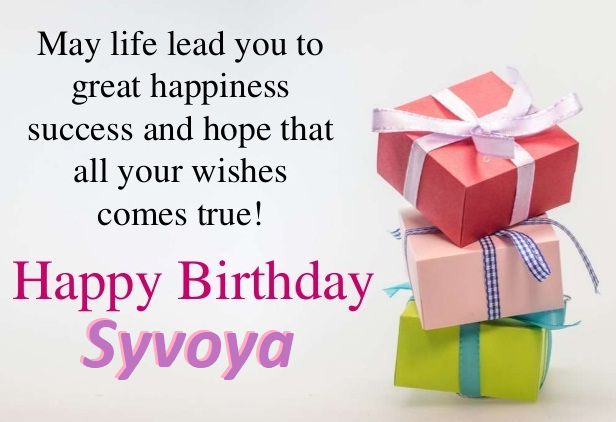 May life lead you to
great happiness
success and hope that
all your wishes
comes true!
Happy Birthday
Syvoya